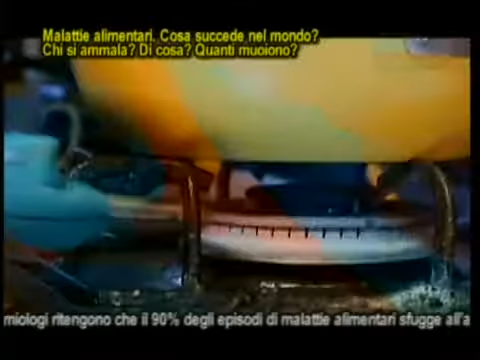 Malattie alimentari. Cosa succede nel mondo?
Chi si ammala? Di cosa? Quanti muoiono?
miologi ritengono che il 90% degli episodi di malattie alimentari sfugge all'a